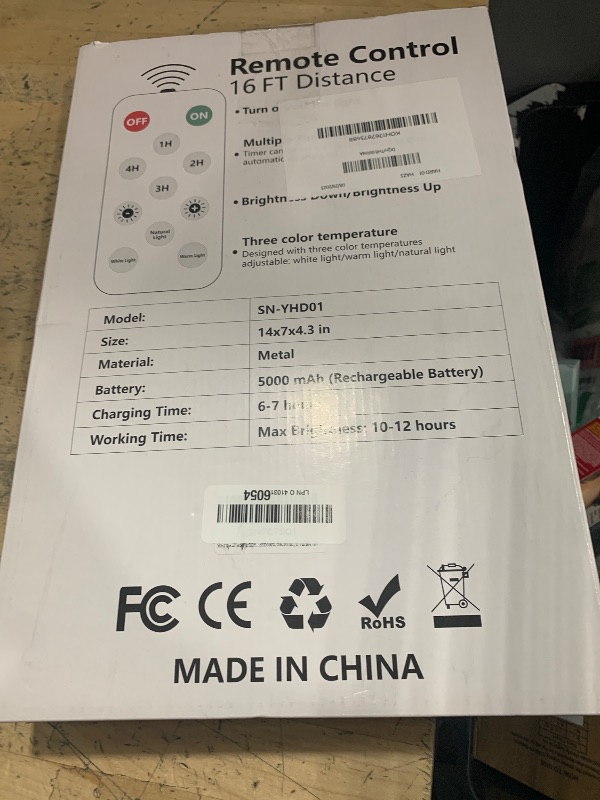 Remote Control
16 FT Distance
OFF
ON
1H
4H
2H
3H
Natural
Light
White Light
Warm Light
• Turn o
Multip
• Timer can
automatic
• Brightn Down/Brightness Up
Three color temperature
• Designed with three color temperatures
adjustable: white light/warm light/natural light
Model: SN-YHD01
Size: 14x7x4.3 in
Material: Metal
Battery: 5000 mAh (Rechargeable Battery)
Charging Time: 6-7
Working Time: Max 10-12 hours
6054
FC CE RoHS
MADE IN CHINA